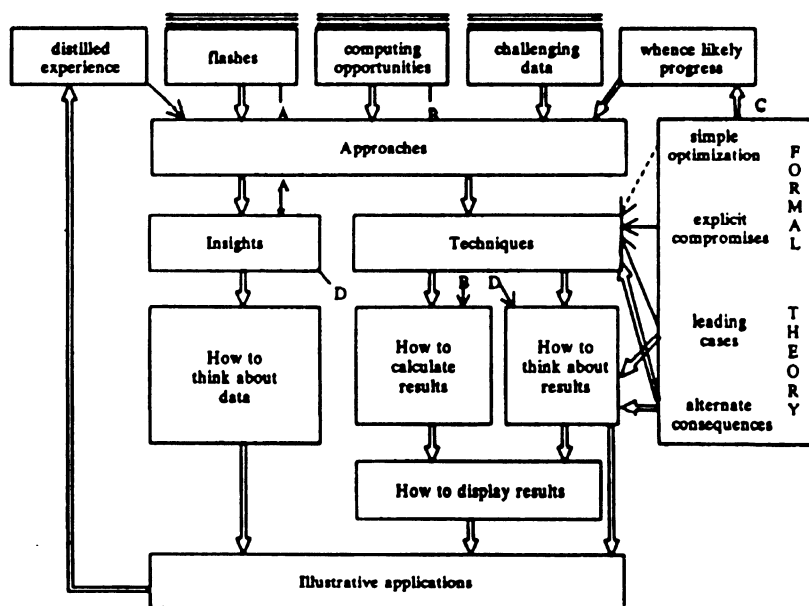 distilled
experience
flashes
computing
opportunities
challenging
data
whence likely
progress
A
B
C
Approaches
simple
optimization
FORMAL
A
Insights
Techniques
explicit
compromises
D
B
D
How to
think about
data
How to
calculate
results
How to
think about
results
leading
cases
THEORY
alternate
consequences
How to display results
Illustrative applications